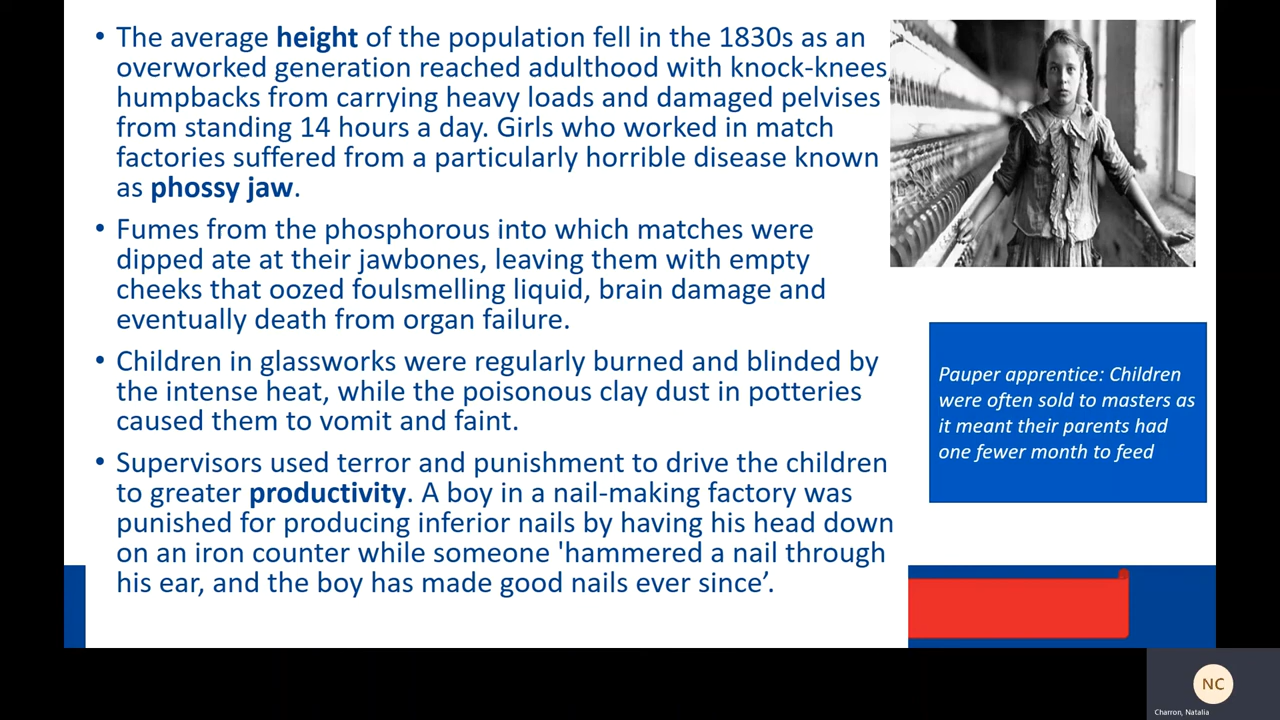 • The average height of the population fell in the 1830s as an
overworked generation reached adulthood with knock-knees,
humpbacks from carrying heavy loads and damaged pelvises
from standing 14 hours a day. Girls who worked in match
factories suffered from a particularly horrible disease known
as phossy jaw.
• Fumes from the phosphorous into which matches were
dipped ate at their jawbones, leaving them with empty
cheeks that oozed foulsmelling liquid, brain damage and
eventually death from organ failure.
• Children in glassworks were regularly burned and blinded by
the intense heat, while the poisonous clay dust in potteries
caused them to vomit and faint.
• Supervisors used terror and punishment to drive the children
to greater productivity. A boy in a nail-making factory was
punished for producing inferior nails by having his head down
on an iron counter while someone 'hammered a nail through
his ear, and the boy has made good nails ever since’.
Pauper apprentice: Children
were often sold to masters as
it meant their parents had
one fewer month to feed
NC
Charron, Natalia